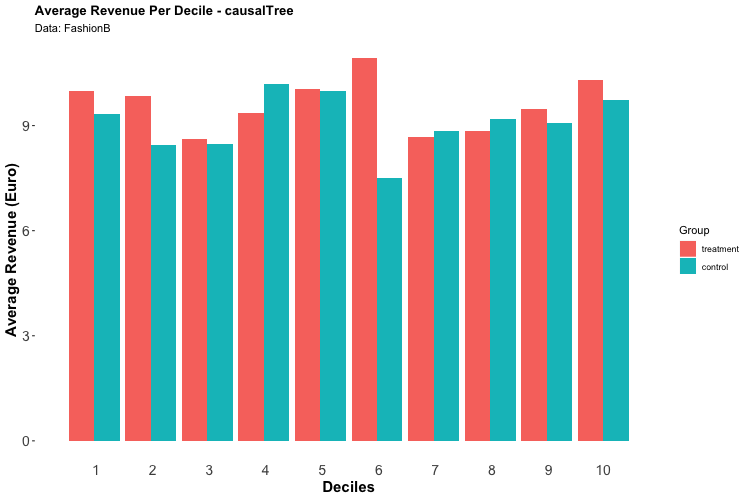 Average Revenue Per Decile - causalTree
Data: FashionB
Average Revenue (Euro)
9
6
3
0
1 2 3 4 5 6 7 8 9 10
Deciles
Group
treatment
control